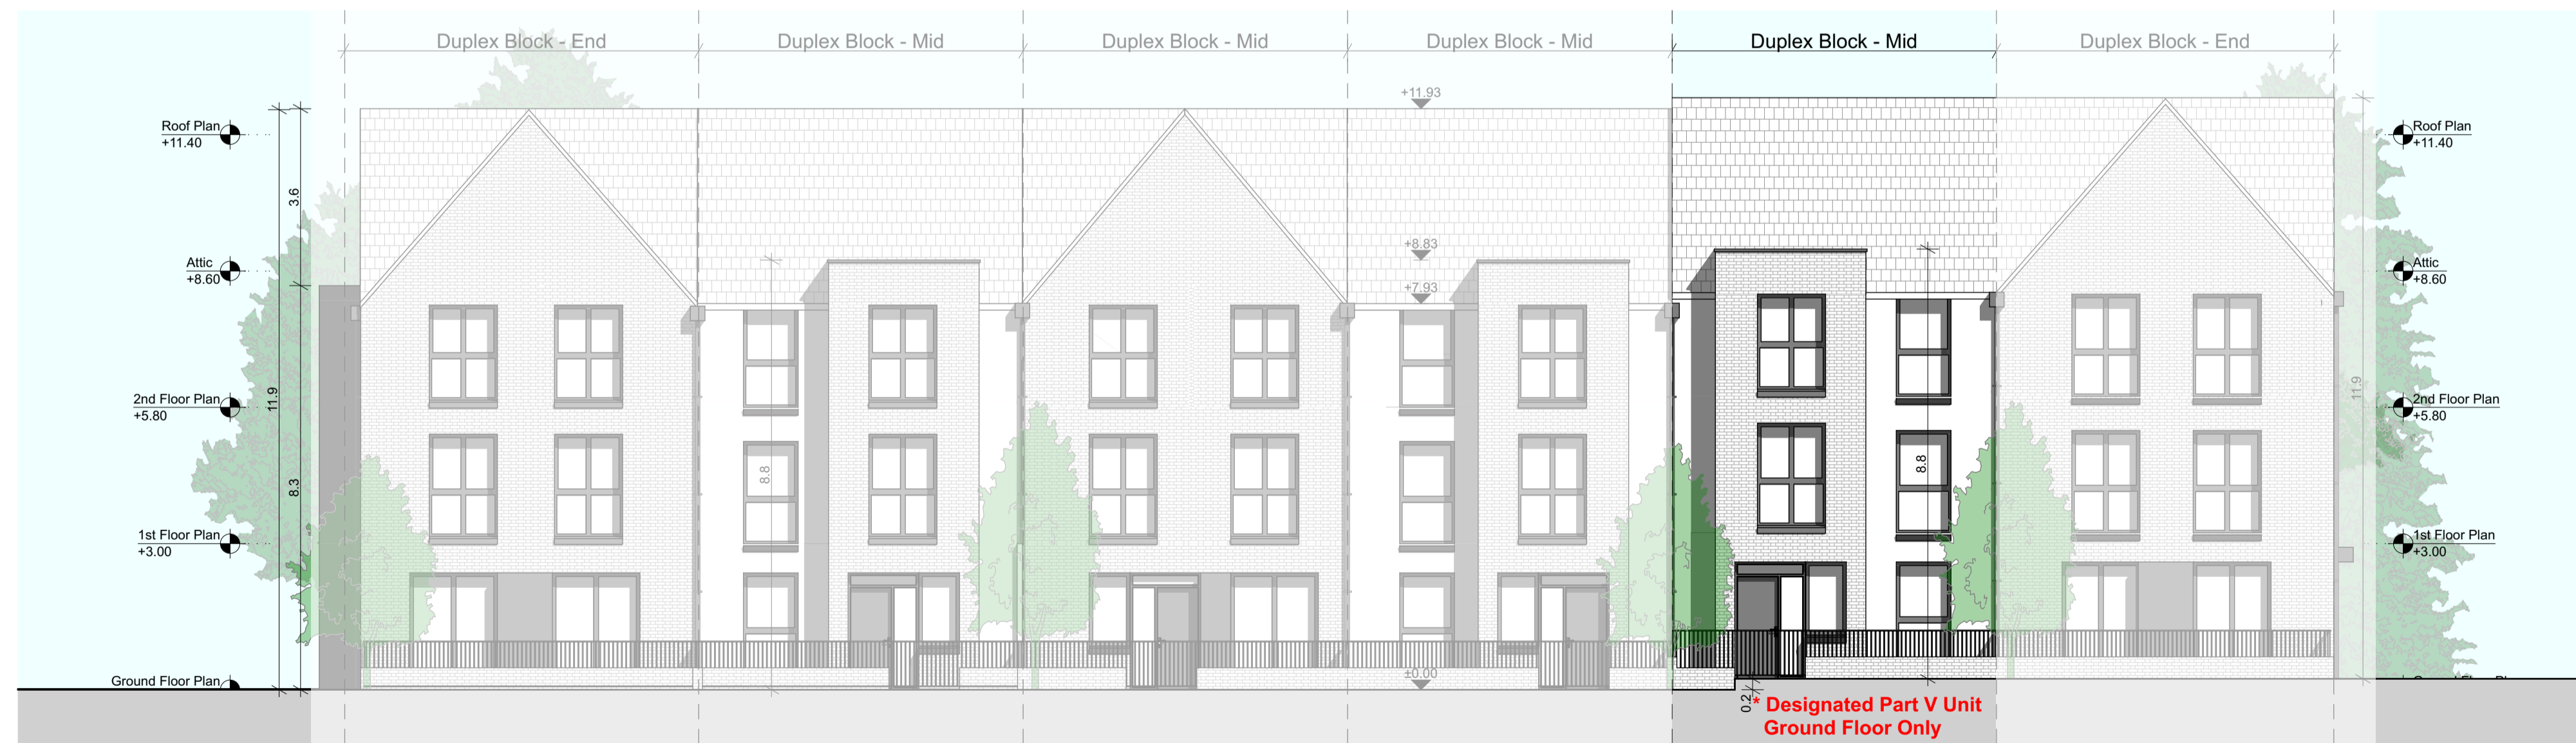 Duplex Block - End
Duplex Block - Mid
Duplex Block - Mid
Duplex Block - Mid
Duplex Block - Mid
Duplex Block - End
+11.93
Roof Plan
+11.40
Roof Plan
+11.40
3.6
+8.83
Attic
+8.60
Attic
+8.60
+7.93
11.9
11.9
2nd Floor Plan
+5.80
2nd Floor Plan
+5.80
8.3
8.8
8.8
1st Floor Plan
+3.00
1st Floor Plan
+3.00
±0.00
Ground Floor Plan
0.2
* Designated Part V Unit
Ground Floor Only